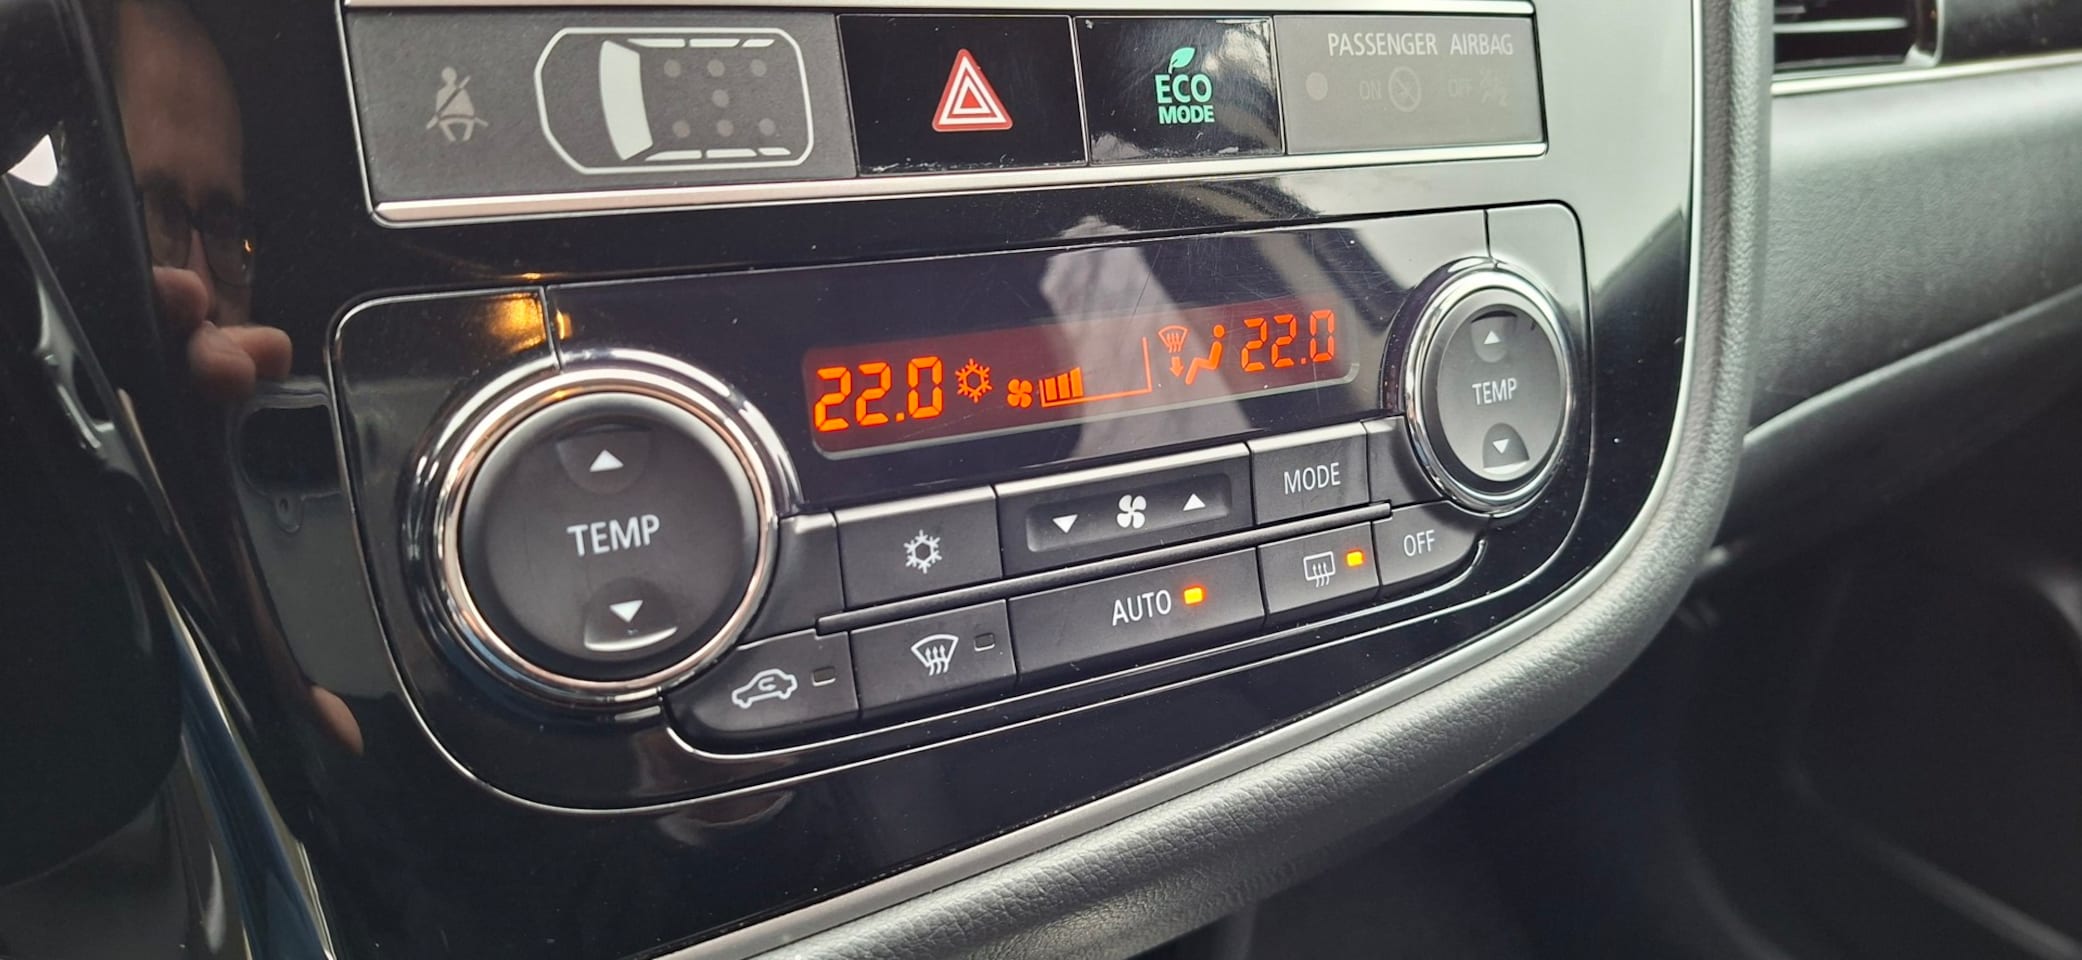 ECO
MODE
PASSENGER AIRBAG
ON OFF
22.0 22.0
TEMP
TEMP
MODE
AUTO
OFF